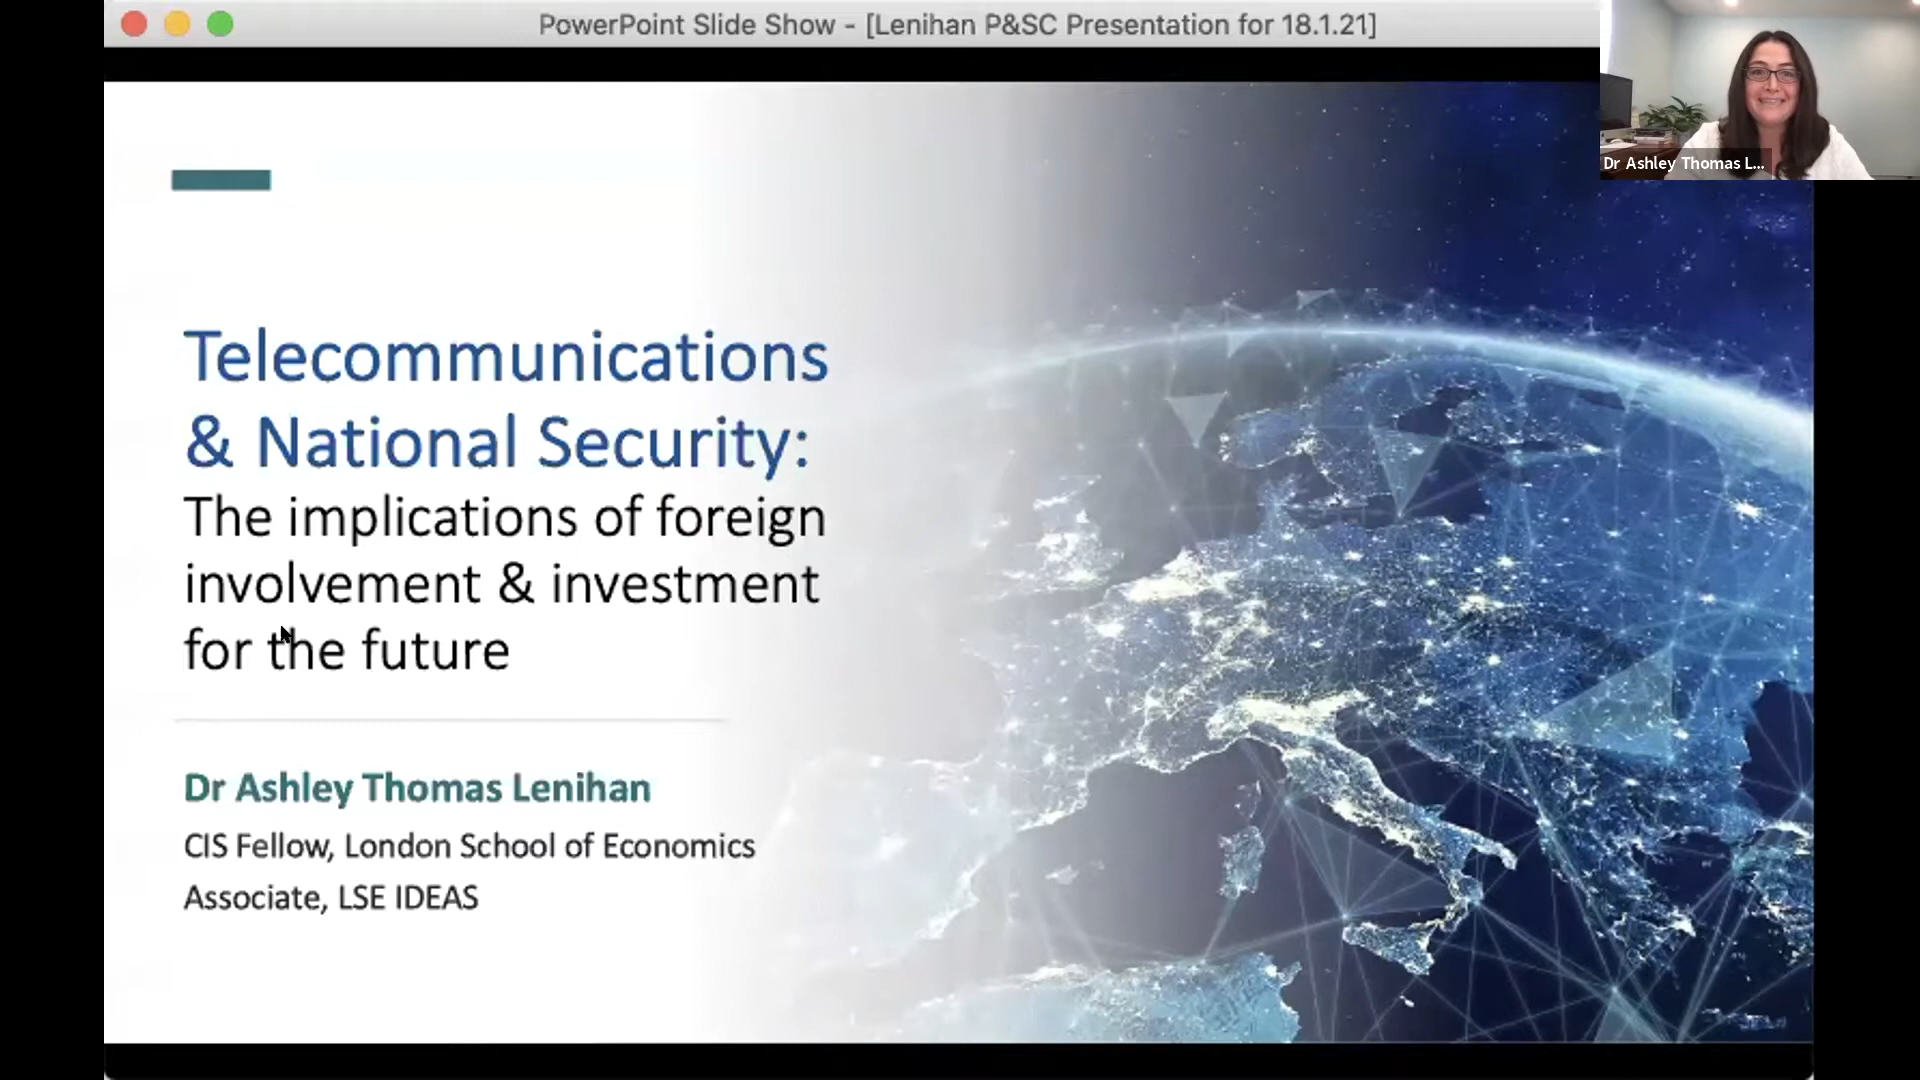 PowerPoint Slide Show - [Lenihan P&SC Presentation for 18.1.21]
Dr Ashley Thomas L...
Telecommunications
& National Security:
The implications of foreign
involvement & investment
for the future
Dr Ashley Thomas Lenihan
CIS Fellow, London School of Economics
Associate, LSE IDEAS